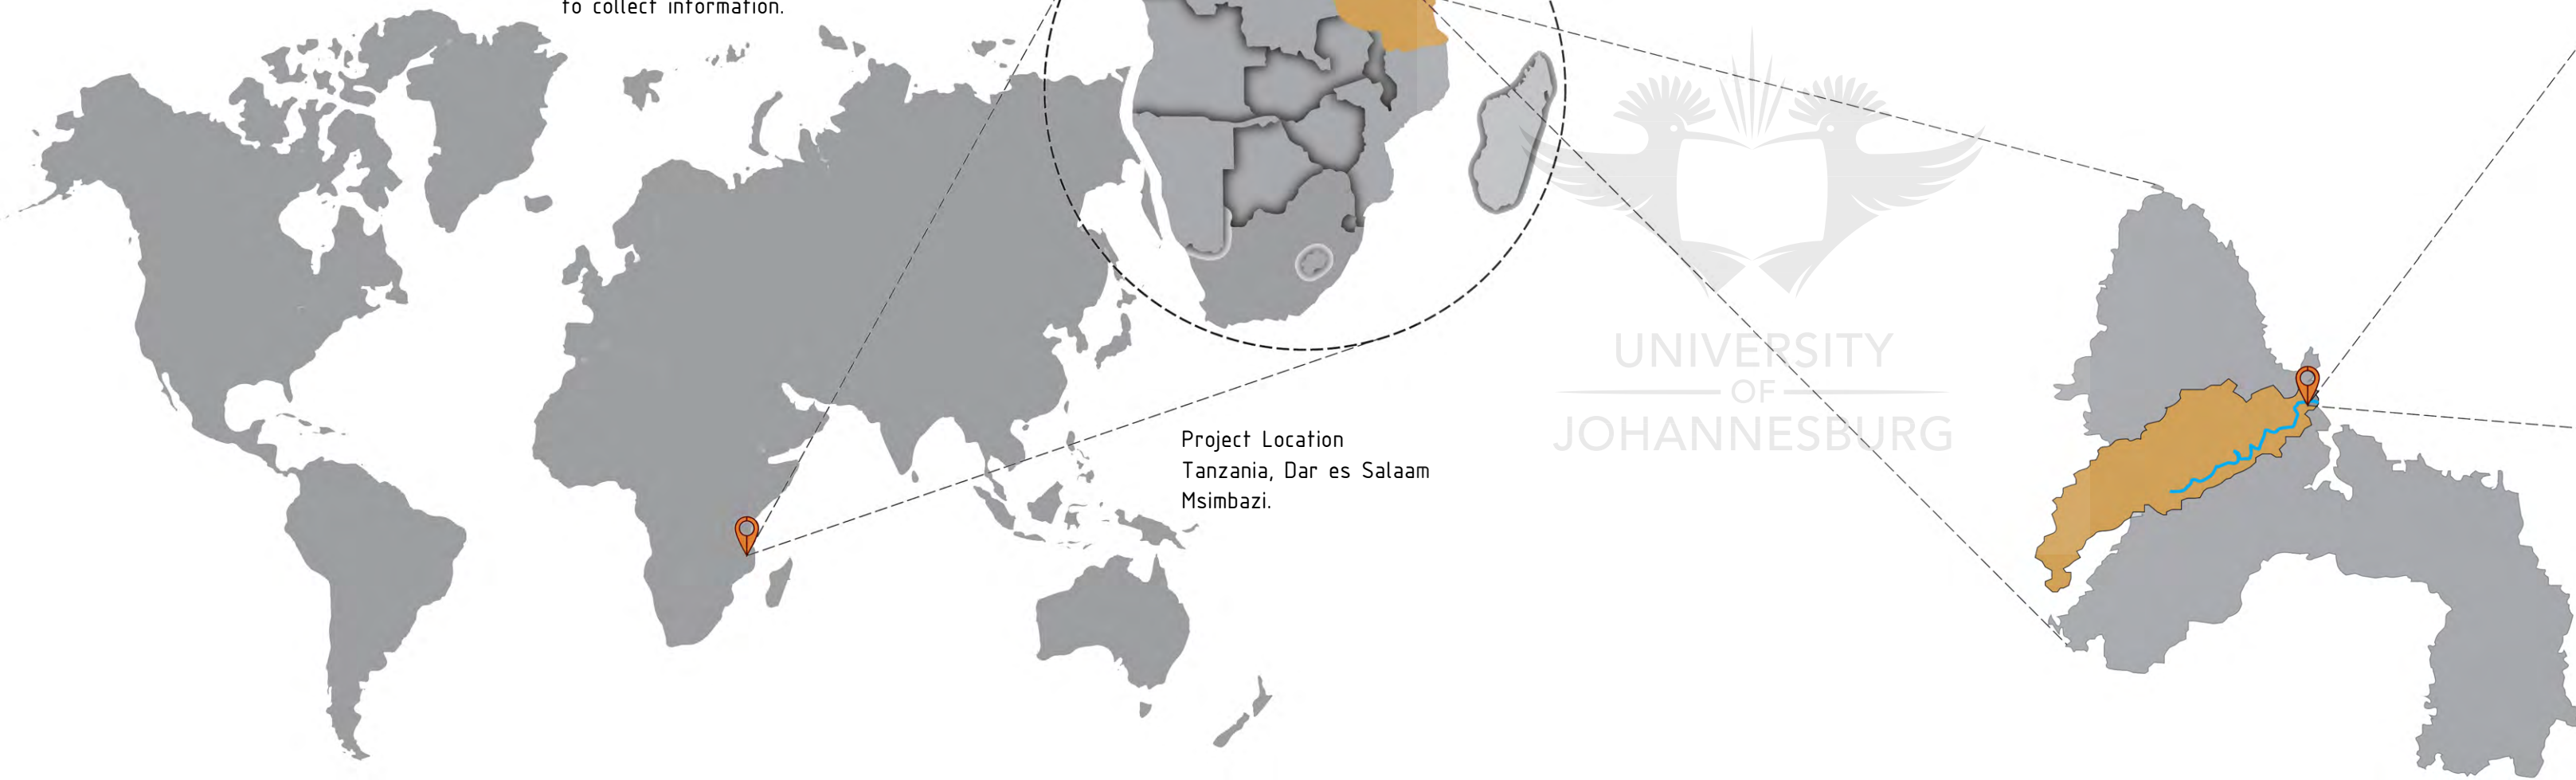 to collect information.
Project Location
Tanzania, Dar es Salaam
Msimbazi.
UNIVERSITY
OF
JOHANNESBURG